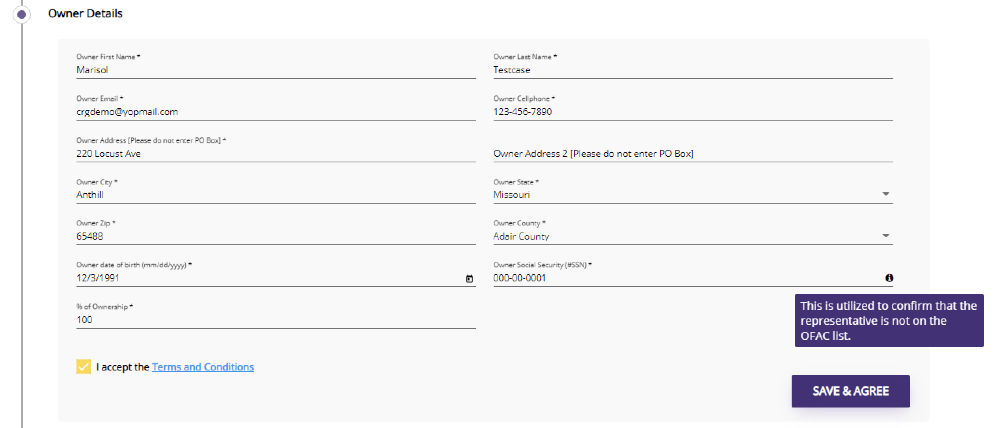 Owner Details
Owner First Name *
Marisol
Owner Last Name *
Testcase
Owner Email *
crgdemo@yopmail.com
Owner Cellphone *
123-456-7890
Owner Address [Please do not enter PO Box] *
220 Locust Ave
Owner Address 2 [Please do not enter PO Box]
Owner City *
Anthill
Owner State *
Missouri
Owner Zip *
65488
Owner County *
Adair County
Owner date of birth (mm/dd/yyyy) *
12/3/1991
Owner Social Security (#SSN) *
000-00-0001
This is utilized to confirm that the
representative is not on the
OFAC list.
% of Ownership *
100
I accept the Terms and Conditions
SAVE & AGREE